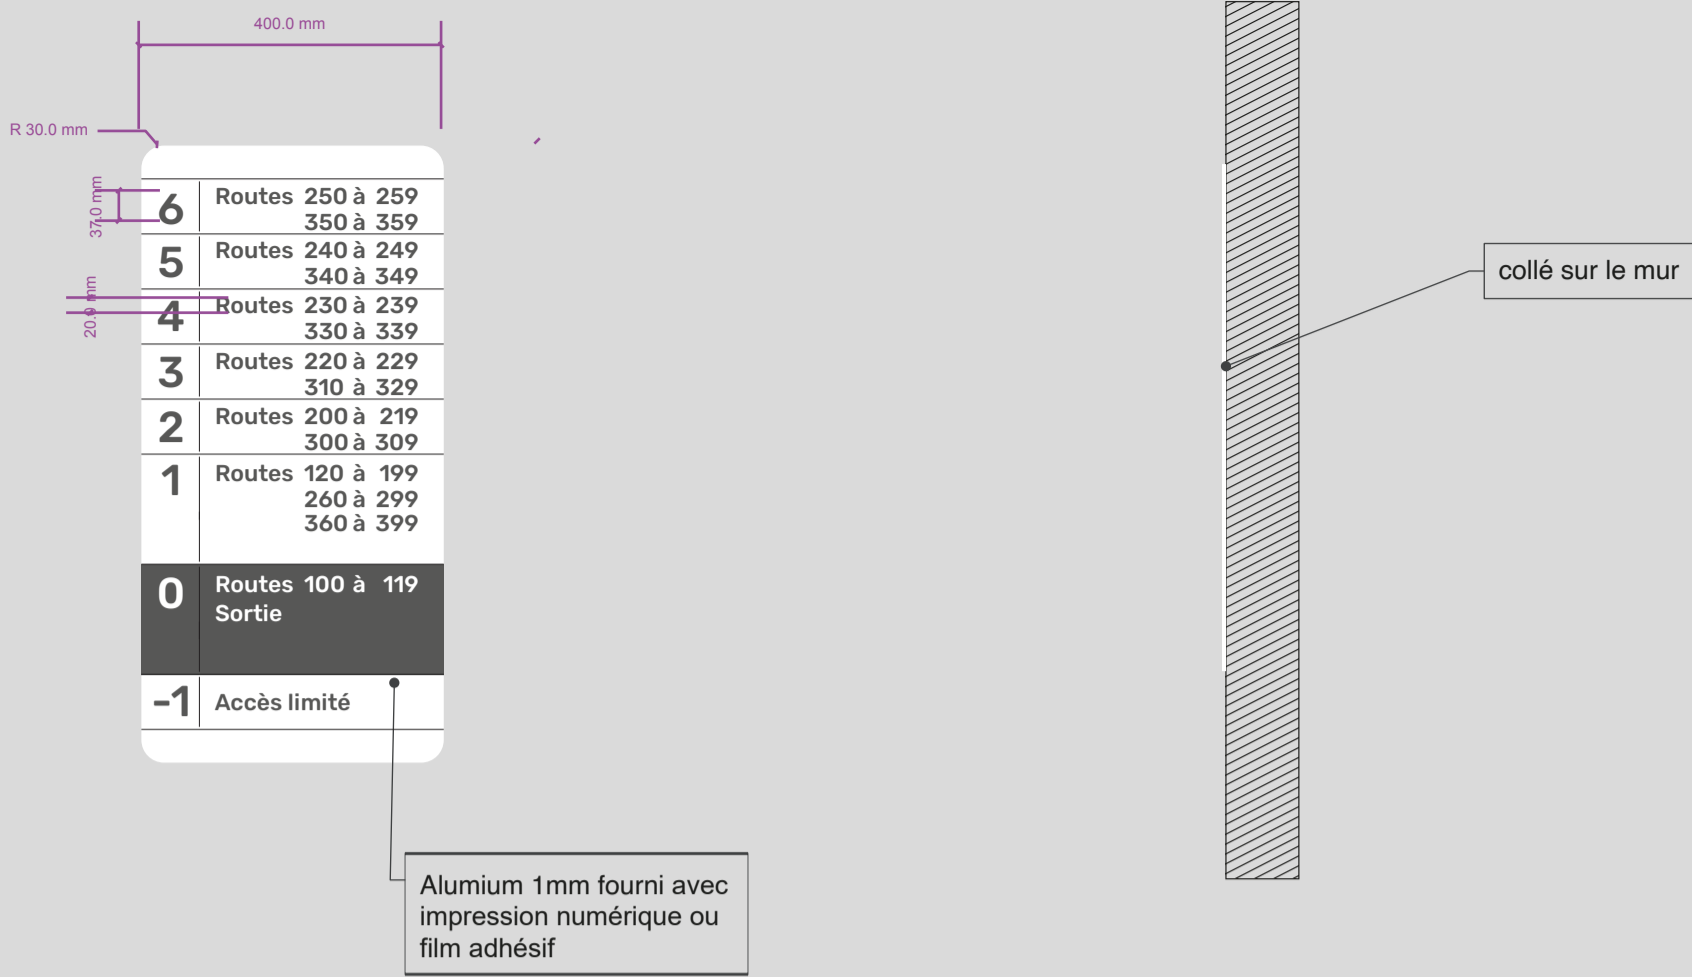 400.0 mm
R 30.0 mm
37.0 mm
6 Routes 250 à 259
350 à 359
5 Routes 240 à 249
340 à 349
20.0 mm
4 Routes 230 à 239
330 à 339
3 Routes 220 à 229
310 à 329
2 Routes 200 à 219
300 à 309
1 Routes 120 à 199
260 à 299
360 à 399
0 Routes 100 à 119
Sortie
-1 Accès limité
collé sur le mur
Alumium 1mm fourni avec
impression numérique ou
film adhésif